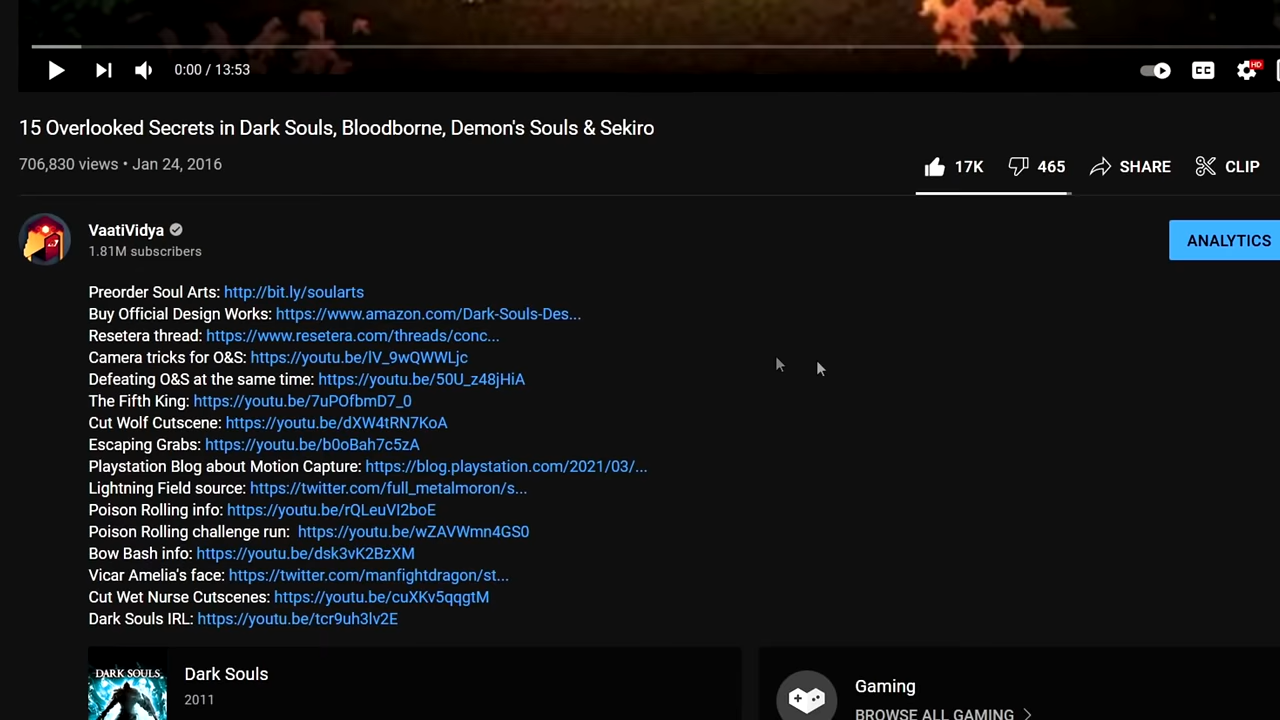 0:00 / 13:53
CC
HD
15 Overlooked Secrets in Dark Souls, Bloodborne, Demon's Souls & Sekiro
706,830 views • Jan 24, 2016
17K
465
SHARE
CLIP
VaatiVidya
1.81M subscribers
ANALYTICS
Preorder Soul Arts: http://bit.ly/soularts
Buy Official Design Works: https://www.amazon.com/Dark-Souls-Des...
Resetera thread: https://www.resetera.com/threads/conc...
Camera tricks for O&S: https://youtu.be/lV_9wQWWLjc
Defeating O&S at the same time: https://youtu.be/50U_z48jHiA
The Fifth King: https://youtu.be/7uPOfbmD7_0
Cut Wolf Cutscene: https://youtu.be/dXW4tRN7KoA
Escaping Grabs: https://youtu.be/b0oBah7c5zA
Playstation Blog about Motion Capture: https://blog.playstation.com/2021/03/...
Lightning Field source: https://twitter.com/full_metalmoron/s...
Poison Rolling info: https://youtu.be/rQLeuVI2boE
Poison Rolling challenge run: https://youtu.be/wZAVWmn4GS0
Bow Bash info: https://youtu.be/dsk3vK2BzXM
Vicar Amelia's face: https://twitter.com/manfightdragon/st...
Cut Wet Nurse Cutscenes: https://youtu.be/cuXKv5qqgtM
Dark Souls IRL: https://youtu.be/tcr9uh3lv2E
DARK SOULS
Dark Souls
2011
Gaming
BROWSE ALL GAMING